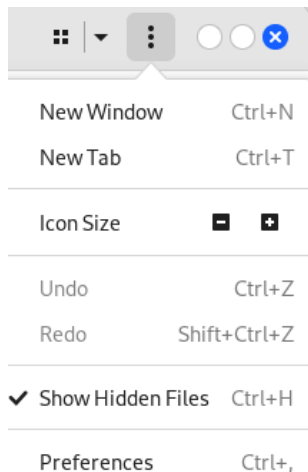 New Window Ctrl+N
New Tab Ctrl+T
Icon Size
Undo Ctrl+Z
Redo Shift+Ctrl+Z
Show Hidden Files Ctrl+H
Preferences Ctrl+,